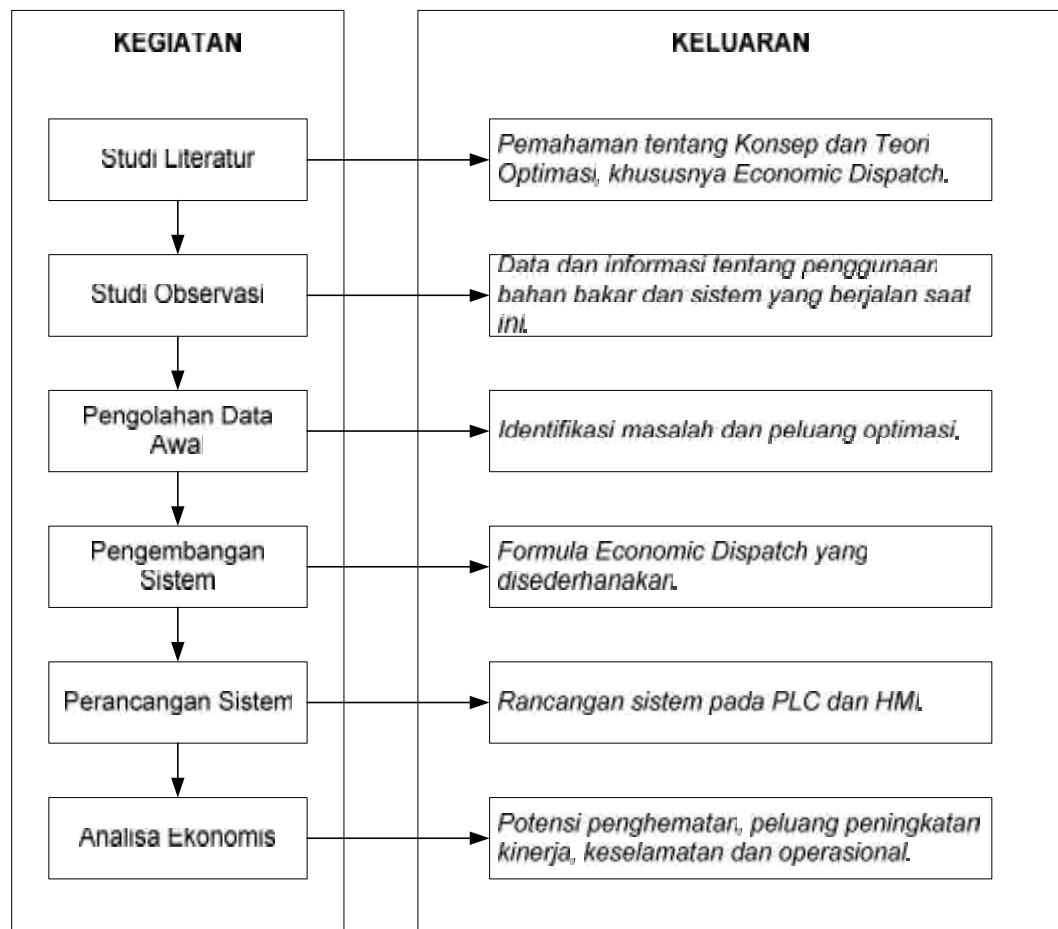 KEGIATAN
KELUARAN
Studi Literatur
Pemahaman tentang Konsep dan Teori
Optimasi, khususnya Economic Dispatch.
Studi Observasi
Data dan informasi tentang penggunaan
bahan bakar dan sistem yang berjalan saat
ini.
Pengolahan Data
Awal
Identifikasi masalah dan peluang optimasi.
Pengembangan
Sistem
Formula Economic Dispatch yang
disederhanakan.
Perancangan Sistem
Rancangan sistem pada PLC dan HMI.
Analisa Ekonomis
Potensi penghematan, peluang peningkatan
kinerja, keselamatan dan operasional.